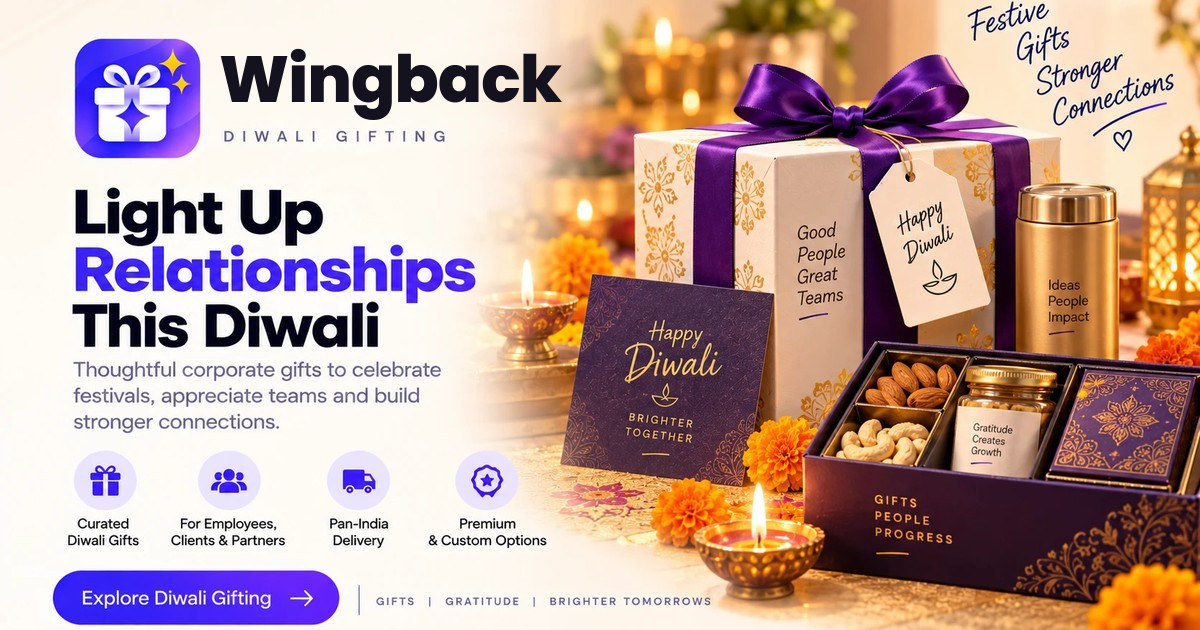 Wingback
DIWALI GIFTING
Light Up
Relationships
This Diwali
Thoughtful corporate gifts to celebrate
festivals, appreciate teams and build
stronger connections.
Curated
Diwali Gifts
For Employees,
Clients & Partners
Pan-India
Delivery
Premium
& Custom Options
Explore Diwali Gifting →
GIFTS | GRATITUDE | BRIGHTER TOMORROWS
Festive
Gifts
Stronger
Connections
Good
People
Great
Teams
Happy
Diwali
Ideas
People
Impact
Happy
Diwali
BRIGHTER
TOGETHER
Gratitude
Creates
Growth
GIFTS
PEOPLE
PROGRESS